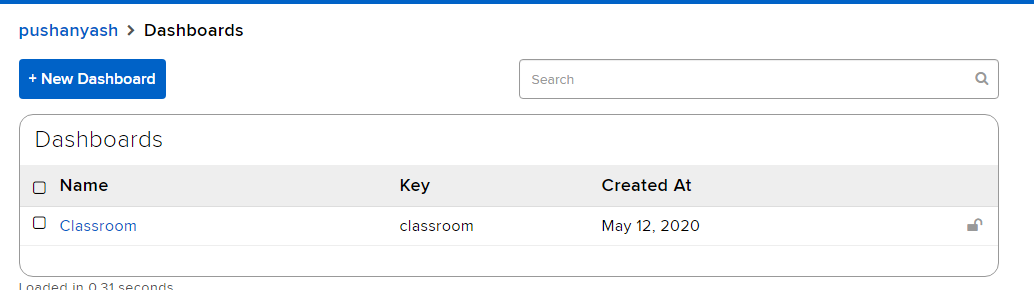 pushanyash > Dashboards
+ New Dashboard
Search
Dashboards
Name Key Created At
Classroom classroom May 12, 2020
Loaded in 0.31 seconds